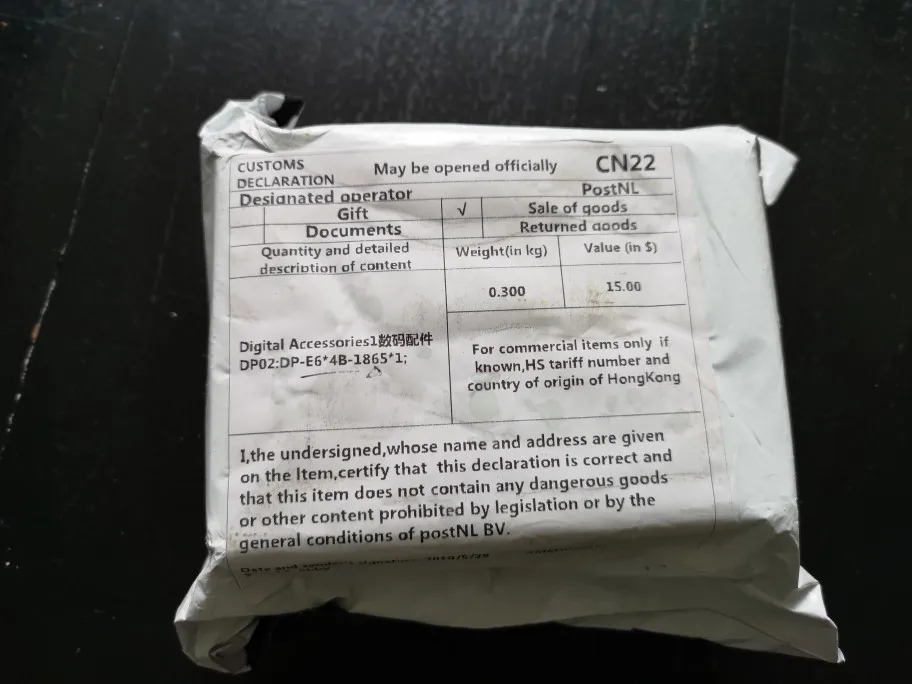 CUSTOMS DECLARATION May be opened officially CN22
Designated operator PostNL
Gift √ Sale of goods
Documents Returned goods
Quantity and detailed description of content Weight(in kg) Value (in $)
0.300 15.00
Digital Accessories1数码配件
DP02:DP-E6*4B-1865*1;
For commercial items only if
known,HS tariff number and
country of origin of HongKong
I,the undersigned,whose name and address are given
on the Item,certify that this declaration is correct and
that this item does not contain any dangerous goods
or other content prohibited by legislation or by the
general conditions of postNL BV.
Date and